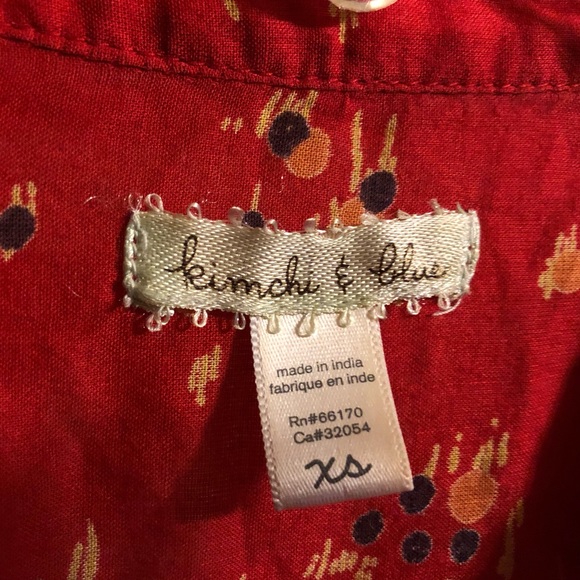 kimchi & blue
made in india
fabrique en inde
Rn#66170
Ca#32054
xs